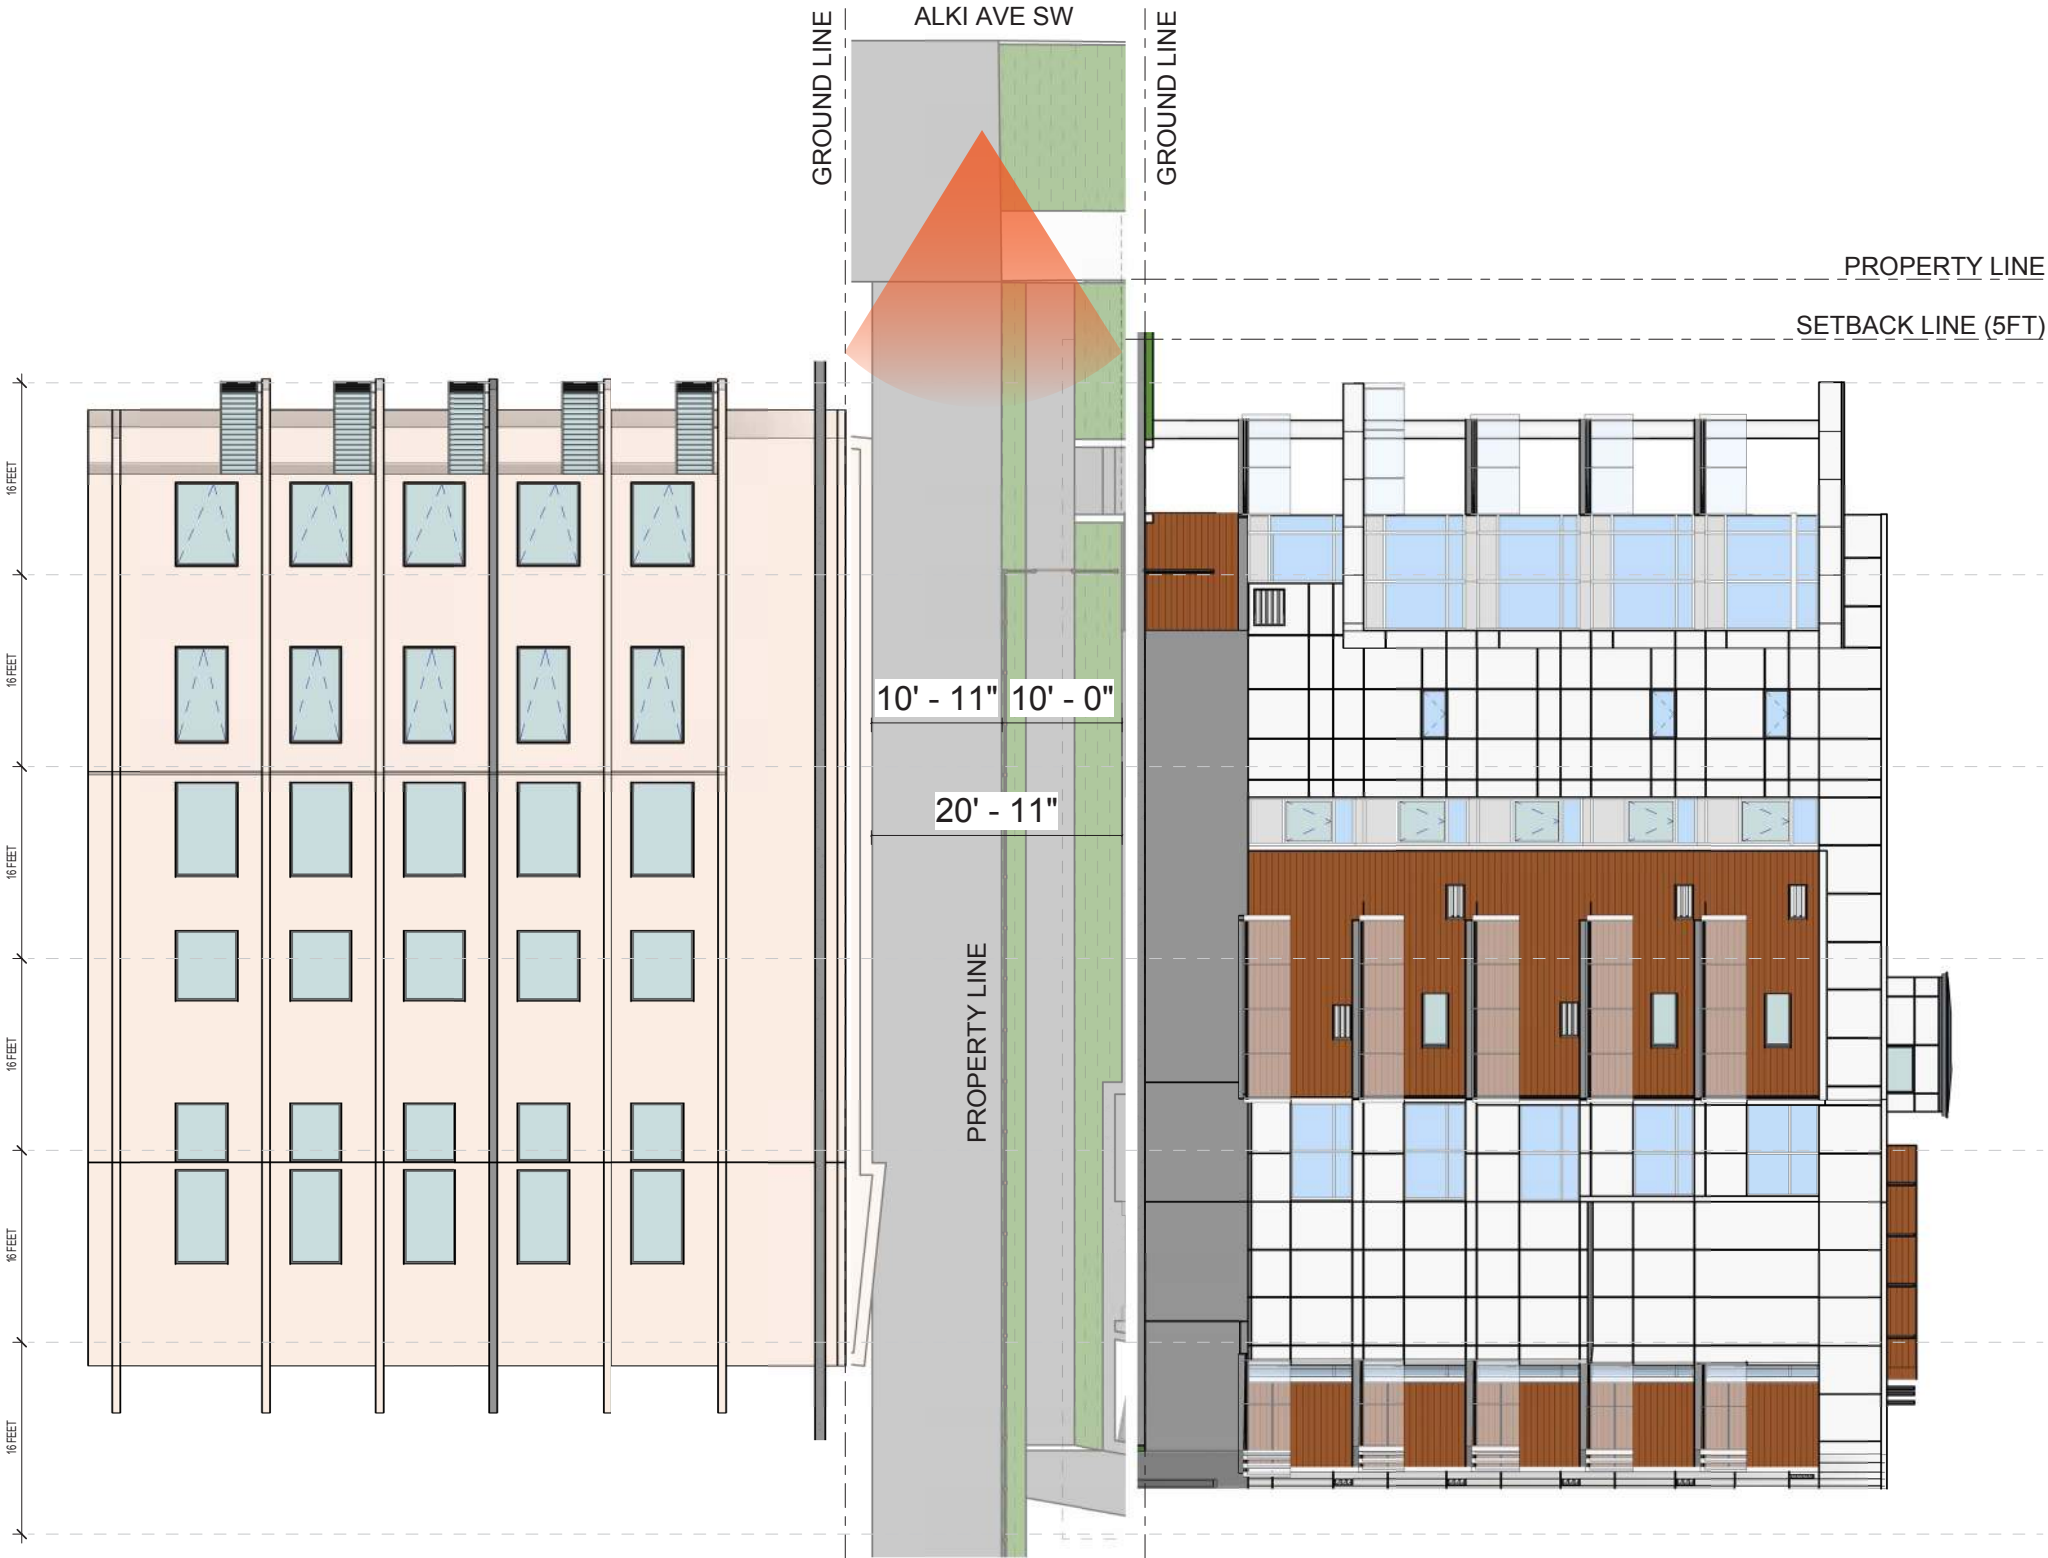 ALKI AVE SW
GROUND LINE
GROUND LINE
PROPERTY LINE
SETBACK LINE (5FT)
16 FEET
16 FEET
10' - 11"
10' - 0"
20' - 11"
16 FEET
PROPERTY LINE
16 FEET
16 FEET
16 FEET